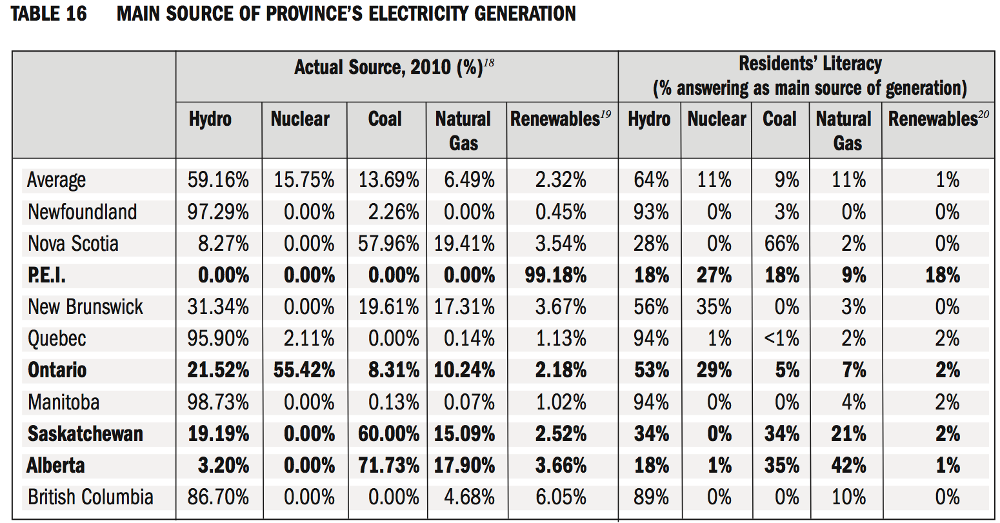 TABLE 16 MAIN SOURCE OF PROVINCE'S ELECTRICITY GENERATION
Actual Source, 2010 (%)18 Residents' Literacy
(% answering as main source of generation)
Hydro Nuclear Coal Natural Gas Renewables19 Hydro Nuclear Coal Natural Gas Renewables20
Average 59.16% 15.75% 13.69% 6.49% 2.32% 64% 11% 9% 11% 1%
Newfoundland 97.29% 0.00% 2.26% 0.00% 0.45% 93% 0% 3% 0% 0%
Nova Scotia 8.27% 0.00% 57.96% 19.41% 3.54% 28% 0% 66% 2% 0%
P.E.I. 0.00% 0.00% 0.00% 0.00% 99.18% 18% 27% 18% 9% 18%
New Brunswick 31.34% 0.00% 19.61% 17.31% 3.67% 56% 35% 0% 3% 0%
Quebec 95.90% 2.11% 0.00% 0.14% 1.13% 94% 1% <1% 2% 2%
Ontario 21.52% 55.42% 8.31% 10.24% 2.18% 53% 29% 5% 7% 2%
Manitoba 98.73% 0.00% 0.13% 0.07% 1.02% 94% 0% 0% 4% 2%
Saskatchewan 19.19% 0.00% 60.00% 15.09% 2.52% 34% 0% 34% 21% 2%
Alberta 3.20% 0.00% 71.73% 17.90% 3.66% 18% 1% 35% 42% 1%
British Columbia 86.70% 0.00% 0.00% 4.68% 6.05% 89% 0% 0% 10% 0%